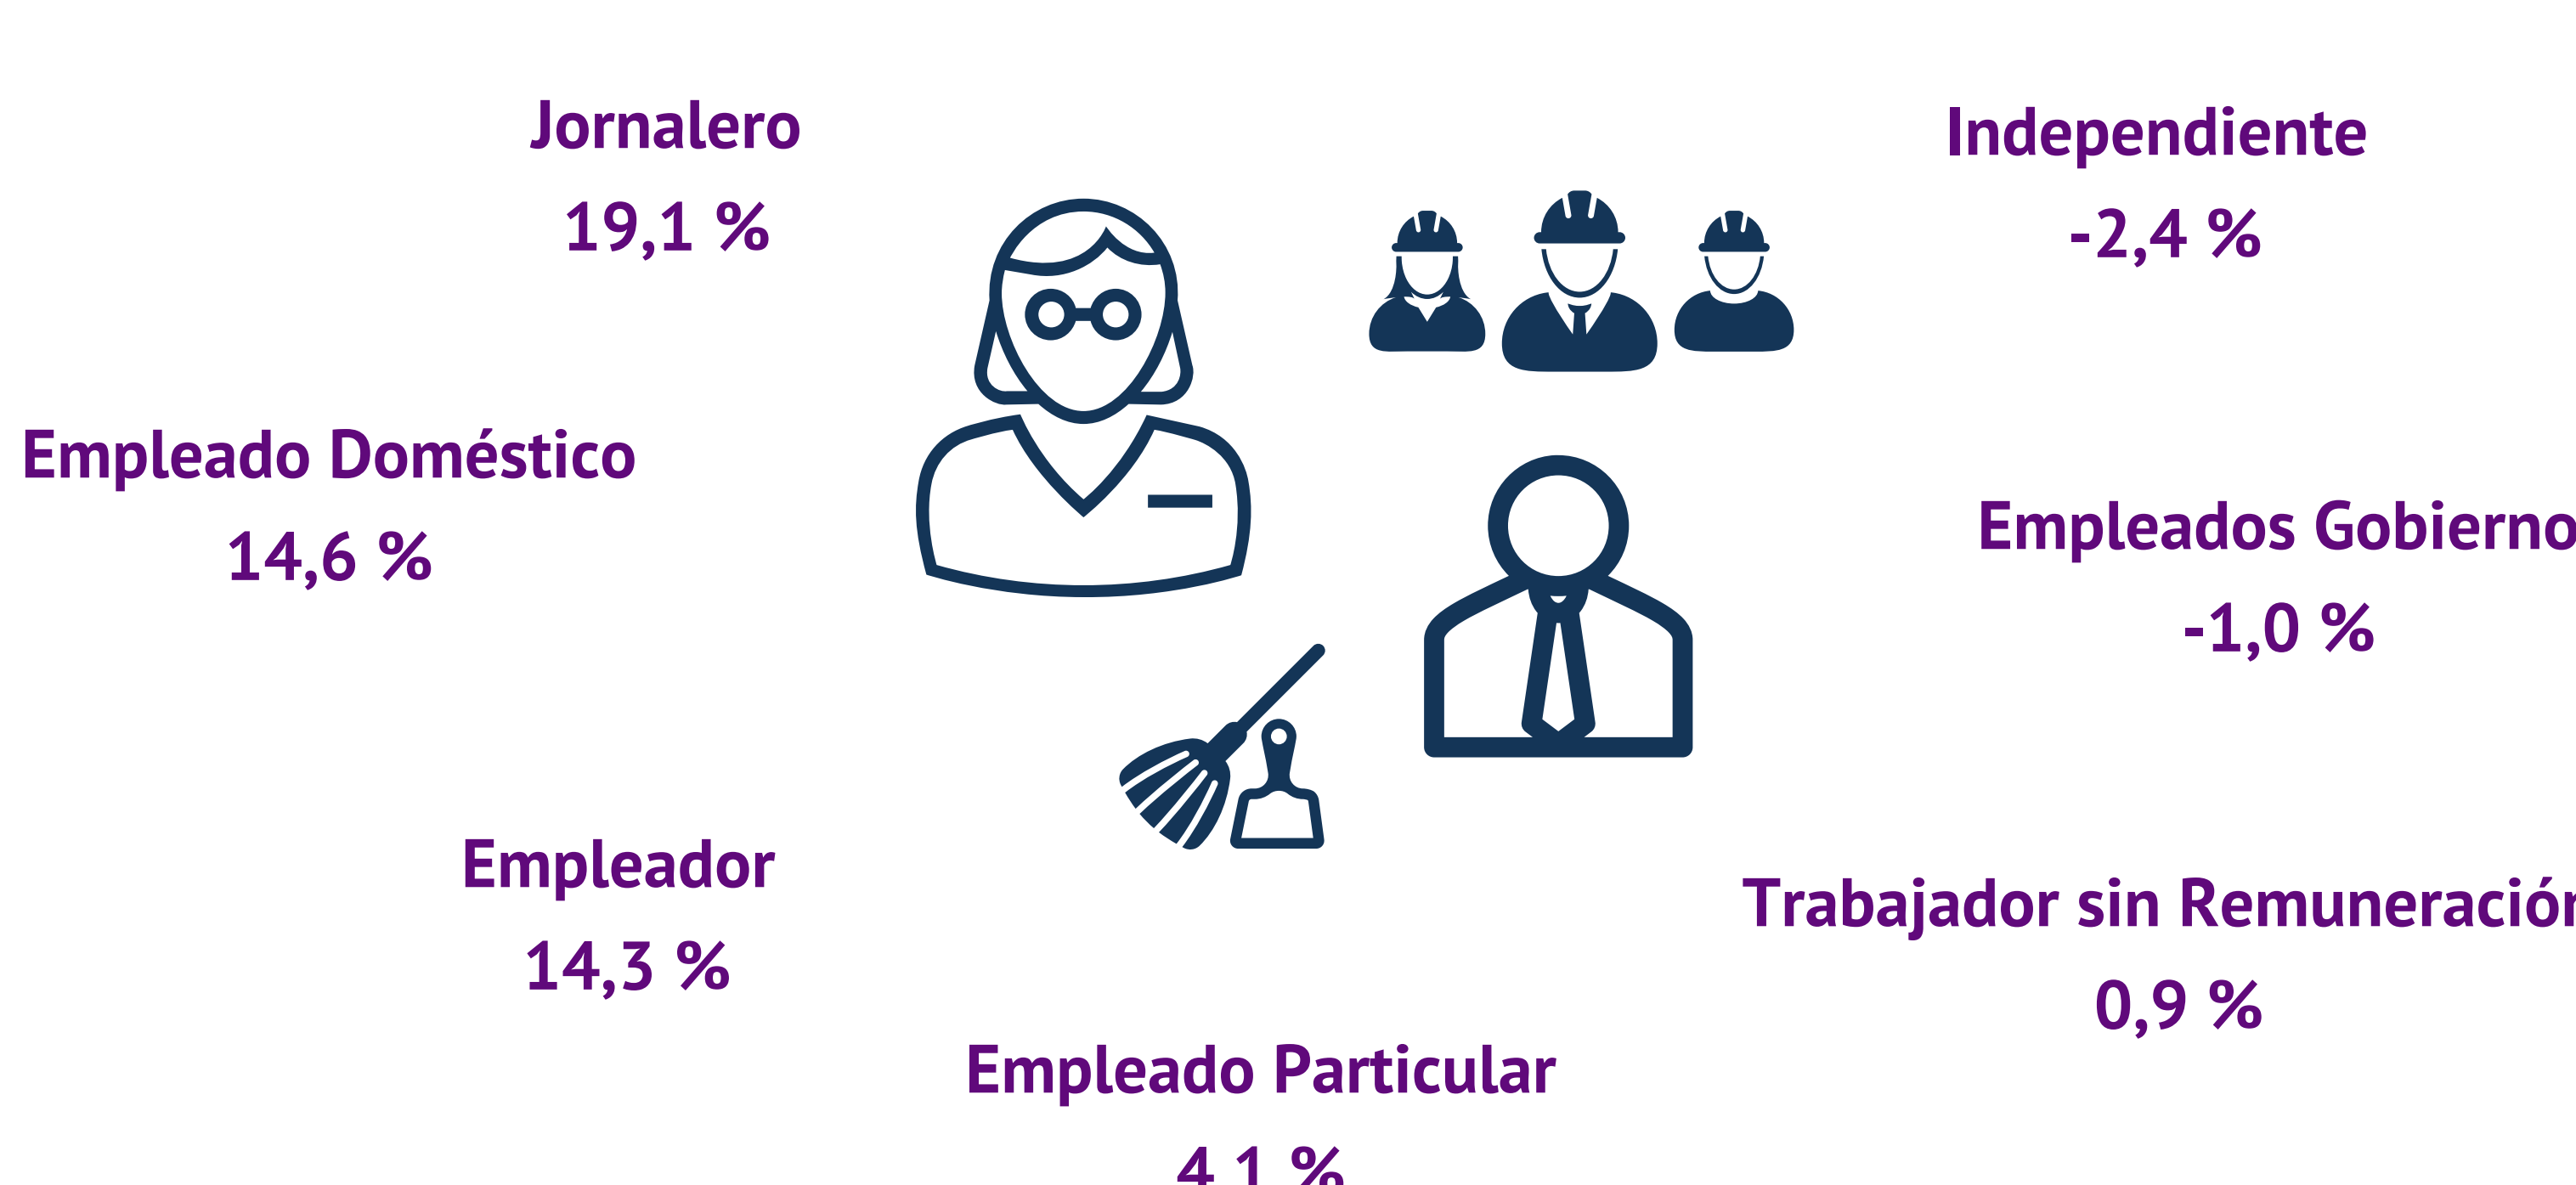 Jornalero
19,1 %
Independiente
-2,4 %
Empleado Doméstico
14,6 %
Empleados Gobierno
-1,0 %
Empleador
14,3 %
Trabajador sin Remuneración
0,9 %
Empleado Particular
4,1 %